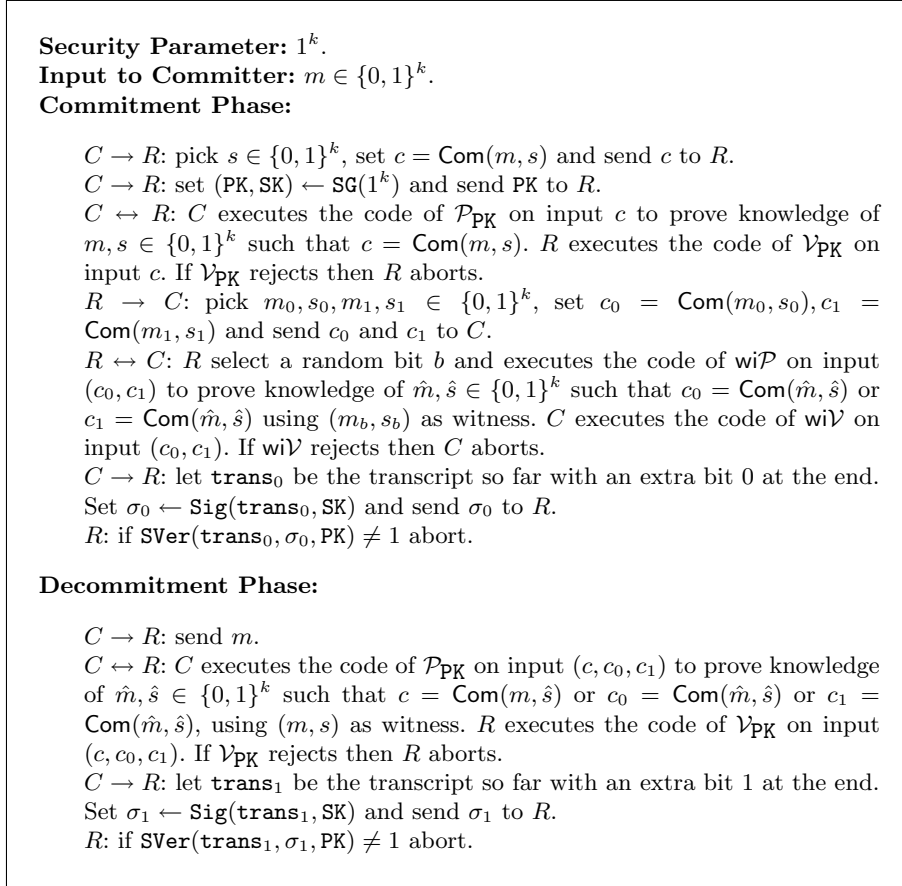 Security Parameter: 1^k.
Input to Committer: m ∈ {0, 1}^k.
Commitment Phase:
C → R: pick s ∈ {0, 1}^k, set c = Com(m, s) and send c to R.
C → R: set (PK, SK) ← SG(1^k) and send PK to R.
C ↔ R: C executes the code of 𝒫_PK on input c to prove knowledge of
m, s ∈ {0, 1}^k such that c = Com(m, s). R executes the code of 𝒱_PK on
input c. If 𝒱_PK rejects then R aborts.
R → C: pick m_0, s_0, m_1, s_1 ∈ {0, 1}^k, set c_0 = Com(m_0, s_0), c_1 =
Com(m_1, s_1) and send c_0 and c_1 to C.
R ↔ C: R select a random bit b and executes the code of wi𝒫 on input
(c_0, c_1) to prove knowledge of m̂, ŝ ∈ {0, 1}^k such that c_0 = Com(m̂, ŝ) or
c_1 = Com(m̂, ŝ) using (m_b, s_b) as witness. C executes the code of wi𝒱 on
input (c_0, c_1). If wi𝒱 rejects then C aborts.
C → R: let trans_0 be the transcript so far with an extra bit 0 at the end.
Set σ_0 ← Sig(trans_0, SK) and send σ_0 to R.
R: if SVer(trans_0, σ_0, PK) ≠ 1 abort.
Decommitment Phase:
C → R: send m.
C ↔ R: C executes the code of 𝒫_PK on input (c, c_0, c_1) to prove knowledge
of m̂, ŝ ∈ {0, 1}^k such that c = Com(m, ŝ) or c_0 = Com(m̂, ŝ) or c_1 =
Com(m̂, ŝ), using (m, s) as witness. R executes the code of 𝒱_PK on input
(c, c_0, c_1). If 𝒱_PK rejects then R aborts.
C → R: let trans_1 be the transcript so far with an extra bit 1 at the end.
Set σ_1 ← Sig(trans_1, SK) and send σ_1 to R.
R: if SVer(trans_1, σ_1, PK) ≠ 1 abort.